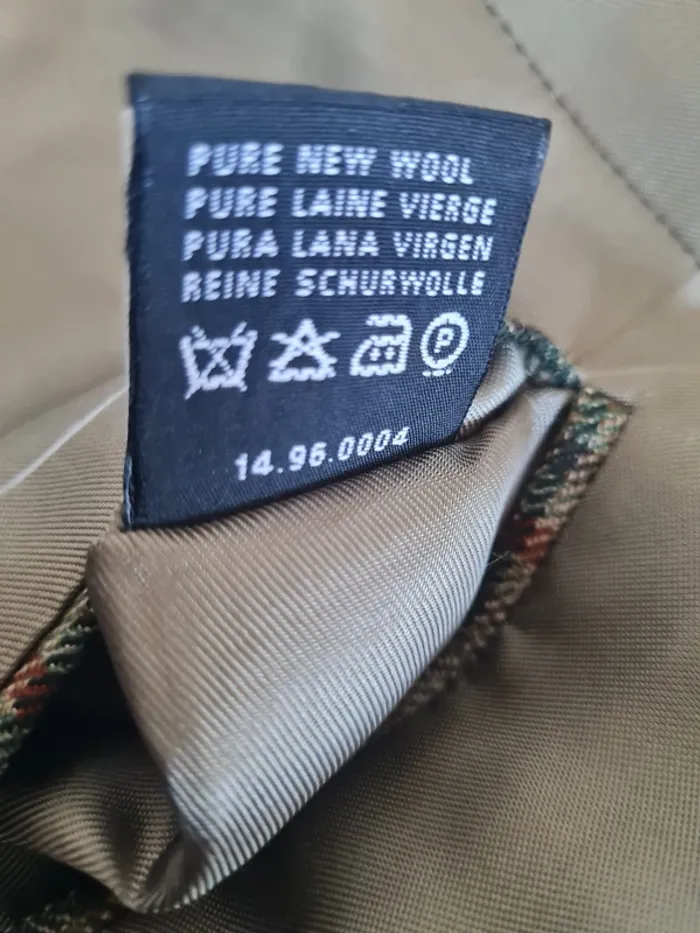 PURE NEW WOOL
PURE LAINE VIERGE
PURA LANA VIRGEN
REINE SCHURWOLLE
P
14.96.0004